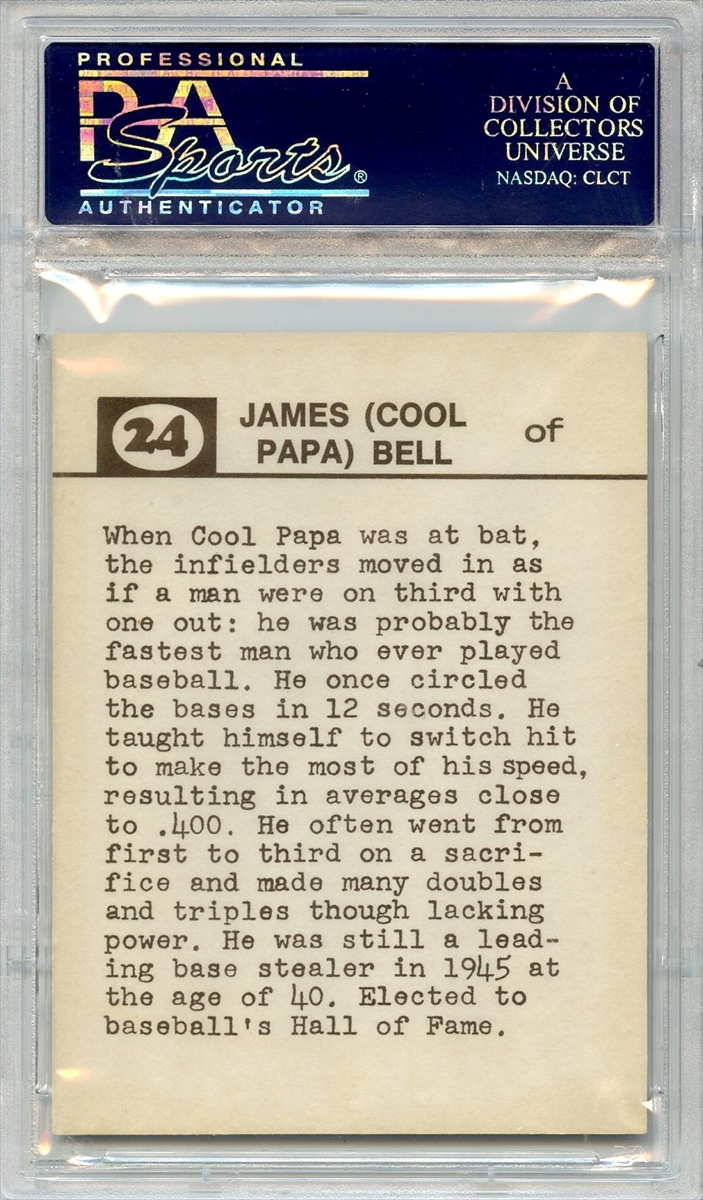 PROFESSIONAL
PSA
Sports®
AUTHENTICATOR
A
DIVISION OF
COLLECTORS
UNIVERSE
NASDAQ: CLCT
24
JAMES (COOL
PAPA) BELL
of
When Cool Papa was at bat,
the infielders moved in as
if a man were on third with
one out: he was probably the
fastest man who ever played
baseball. He once circled
the bases in 12 seconds. He
taught himself to switch hit
to make the most of his speed,
resulting in averages close
to .400. He often went from
first to third on a sacri-
fice and made many doubles
and triples though lacking
power. He was still a lead-
ing base stealer in 1945 at
the age of 40. Elected to
baseball's Hall of Fame.